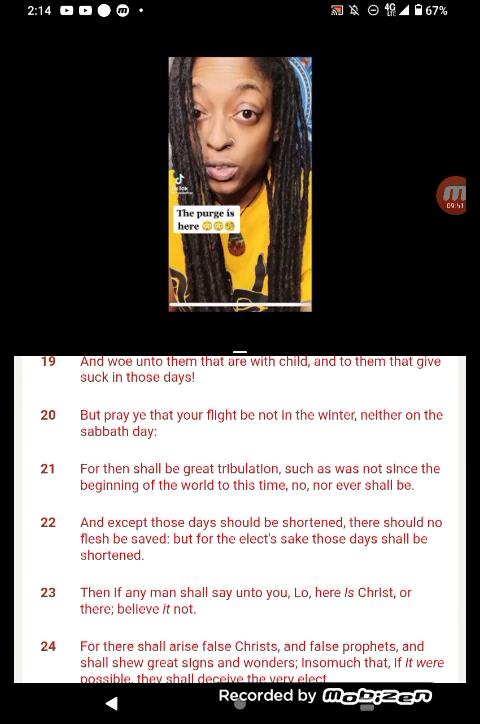 2:14
4G
LTE
67%
The purge is
here 😳😳🧐
09:51
19 And woe unto them that are with child, and to them that give
suck in those days!
20 But pray ye that your flight be not in the winter, neither on the
sabbath day:
21 For then shall be great tribulation, such as was not since the
beginning of the world to this time, no, nor ever shall be.
22 And except those days should be shortened, there should no
flesh be saved: but for the elect's sake those days shall be
shortened.
23 Then if any man shall say unto you, Lo, here is Christ, or
there; believe it not.
24 For there shall arise false Christs, and false prophets, and
shall shew great signs and wonders; insomuch that, if it were
possible, they shall deceive the very elect.
Recorded by Mobizen